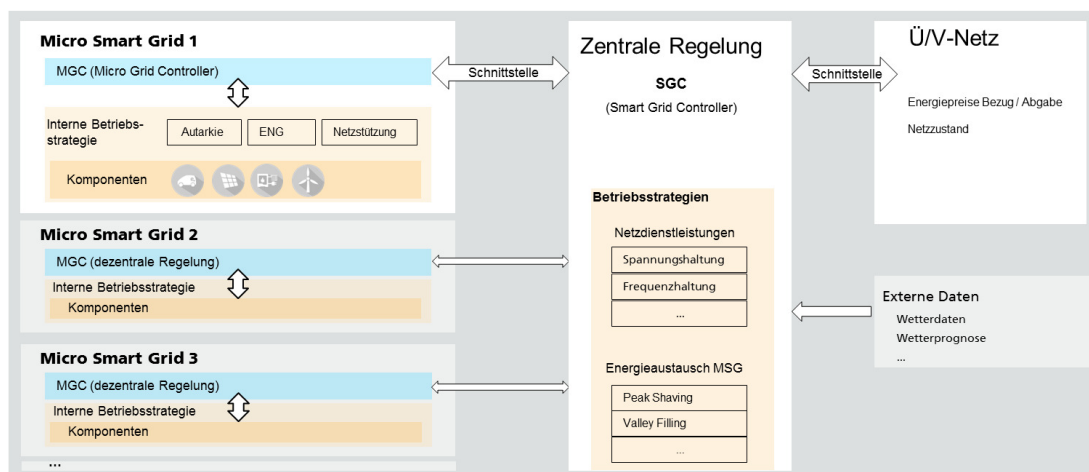 Micro Smart Grid 1
MGC (Micro Grid Controller)
Interne Betriebs-
strategie
Autarkie
ENG
Netzstützung
Komponenten
Micro Smart Grid 2
MGC (dezentrale Regelung)
Interne Betriebsstrategie
Komponenten
Micro Smart Grid 3
MGC (dezentrale Regelung)
Interne Betriebsstrategie
Komponenten
...
Schnittstelle
Zentrale Regelung
SGC
(Smart Grid Controller)
Betriebsstrategien
Netzdienstleistungen
Spannungshaltung
Frequenzhaltung
...
Energieaustausch MSG
Peak Shaving
Valley Filling
...
Schnittstelle
Ü/V-Netz
Energiepreise Bezug / Abgabe
Netzzustand
Externe Daten
Wetterdaten
Wetterprognose
...